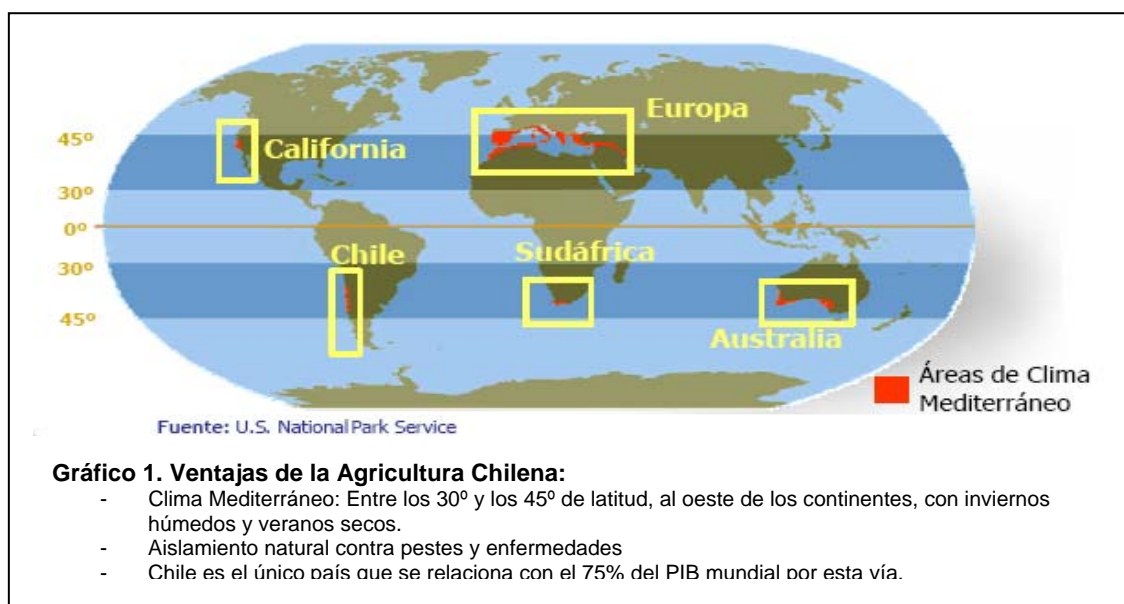 Europa
45º
California
30º
0º
Chile
Sudáfrica
30º
45º
Australia
Áreas de Clima
Mediterráneo
Fuente: U.S. National Park Service
Gráfico 1. Ventajas de la Agricultura Chilena:
- Clima Mediterráneo: Entre los 30º y los 45º de latitud, al oeste de los continentes, con inviernos
húmedos y veranos secos.
- Aislamiento natural contra pestes y enfermedades
- Chile es el único país que se relaciona con el 75% del PIB mundial por esta vía.